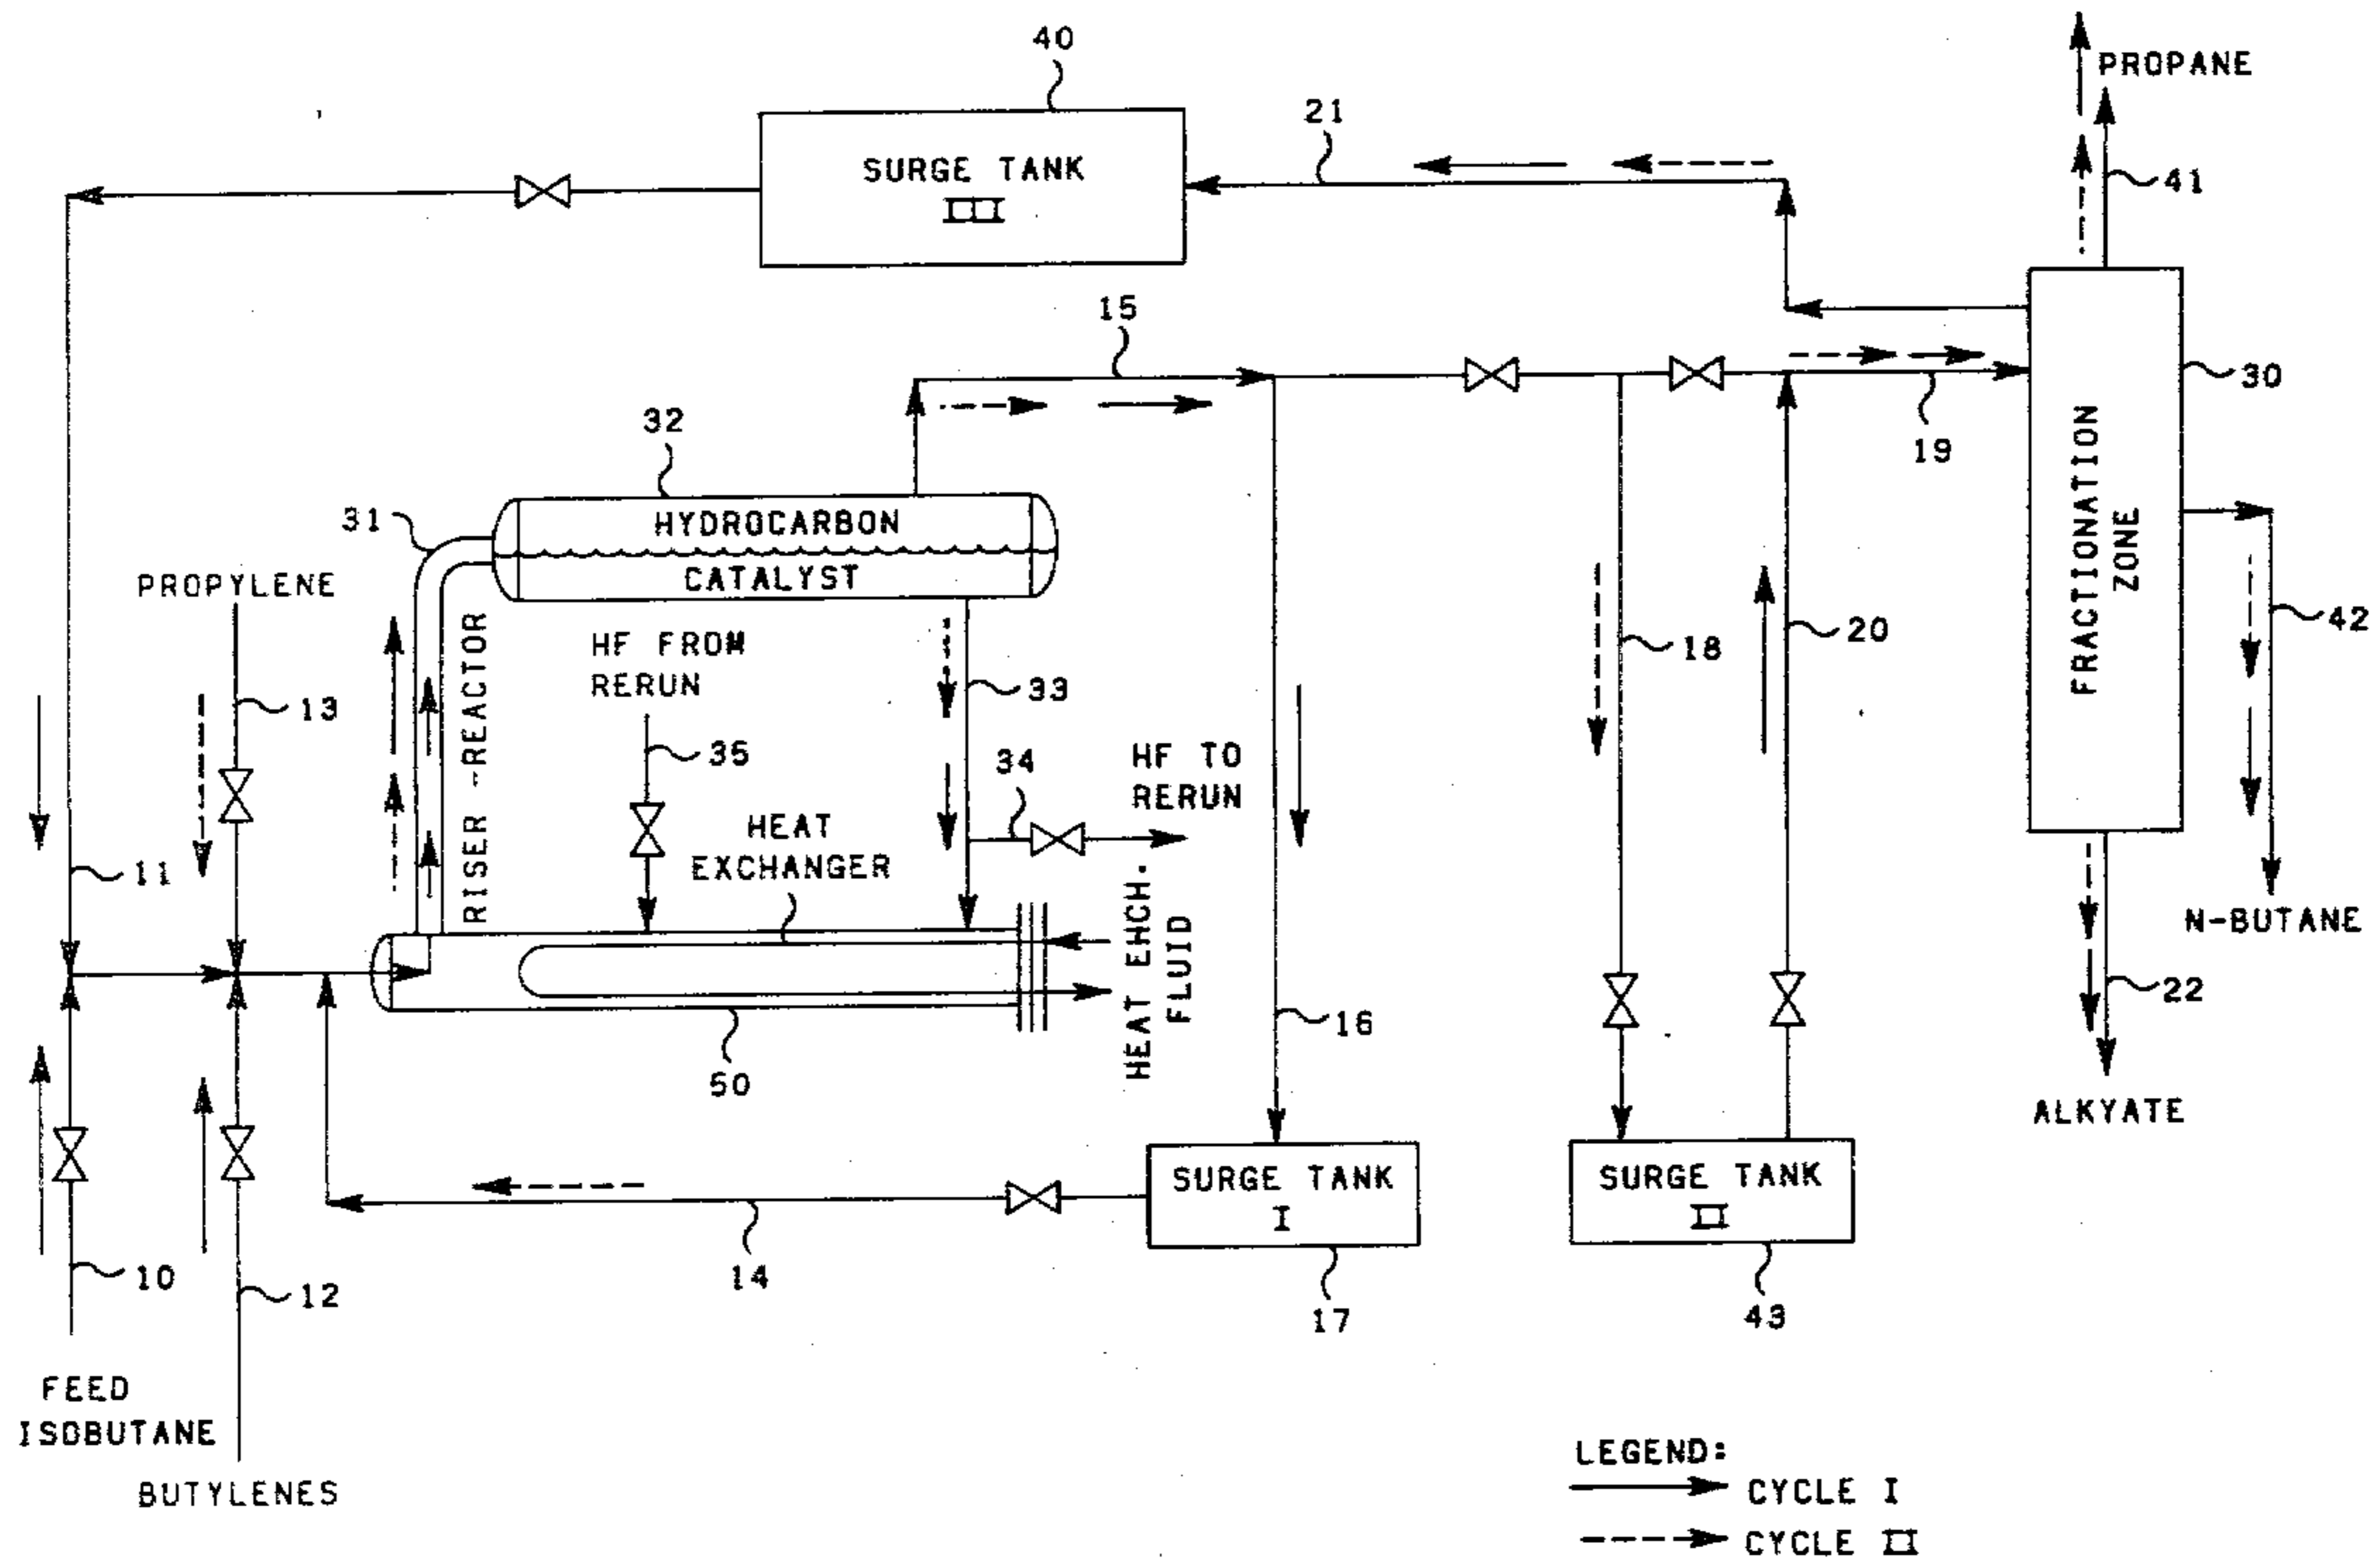 40
PROPANE
21
SURGE TANK
III
41
15
30
32
19
HYDROCARBON
31
CATALYST
FRACTIONATION
ZONE
PROPYLENE
RISER-REACTOR
HF FROM
RERUN
18
20
42
33
13
35
34
HF TO
RERUN
HEAT
EXCHANGER
11
HEAT EHCH.
FLUID
N-BUTANE
22
16
50
ALKYATE
SURGE TANK
I
SURGE TANK
II
10
12
14
17
43
FEED
ISOBUTANE
BUTYLENES
LEGEND:
CYCLE I
CYCLE II